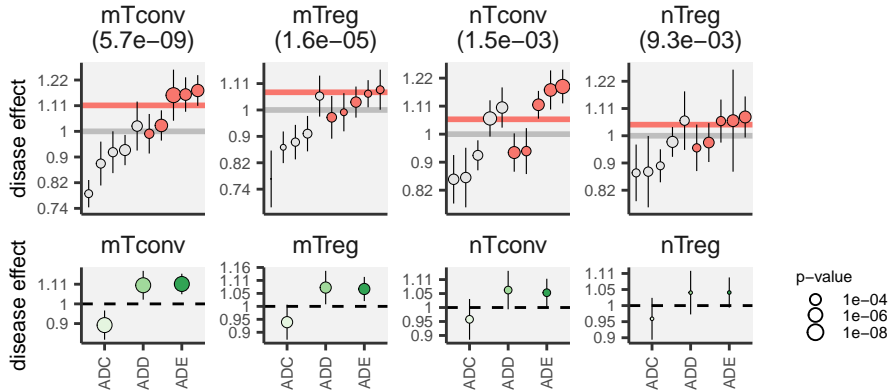 mTconv
(5.7e−09)
mTreg
(1.6e−05)
nTconv
(1.5e−03)
nTreg
(9.3e−03)
disase effect
1.22
1.11
1
0.9
0.82
0.74
1.11
1
0.9
0.82
0.74
1.22
1.11
1
0.9
0.82
1.22
1.11
1
0.9
0.82
mTconv
mTreg
nTconv
nTreg
disease effect
1.11
1
0.9
1.16
1.11
1.05
1
0.95
0.9
1.11
1.05
1
0.95
0.9
1.11
1.05
1
0.95
0.9
ADC
ADD
ADE
ADC
ADD
ADE
ADC
ADD
ADE
ADC
ADD
ADE
p−value
1e−04
1e−06
1e−08